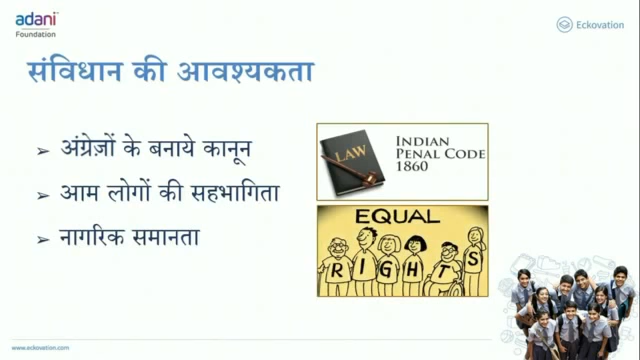 adani
Foundation
Eckovation
संविधान की आवश्यकता
➢ अंग्रेज़ों के बनाये कानून
➢ आम लोगों की सहभागिता
➢ नागरिक समानता
LAW
INDIAN
PENAL CODE
1860
EQUAL
RIGHTS
www.eckovation.com